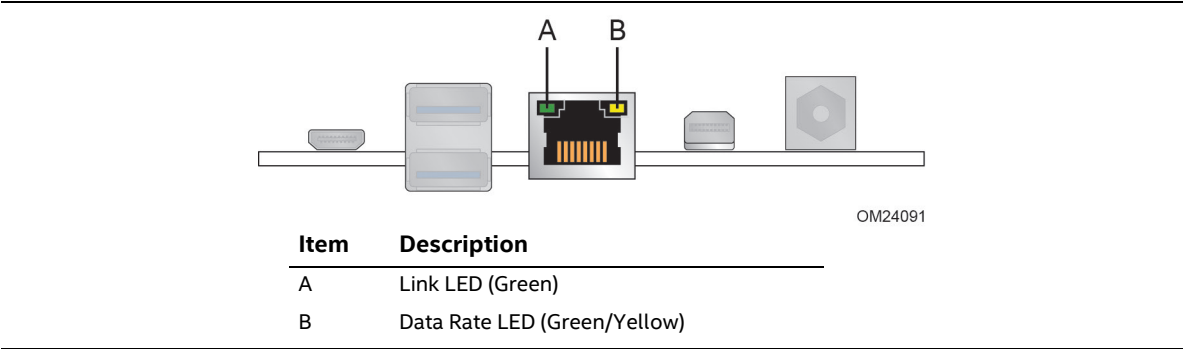 A B
OM24091
Item Description
A Link LED (Green)
B Data Rate LED (Green/Yellow)